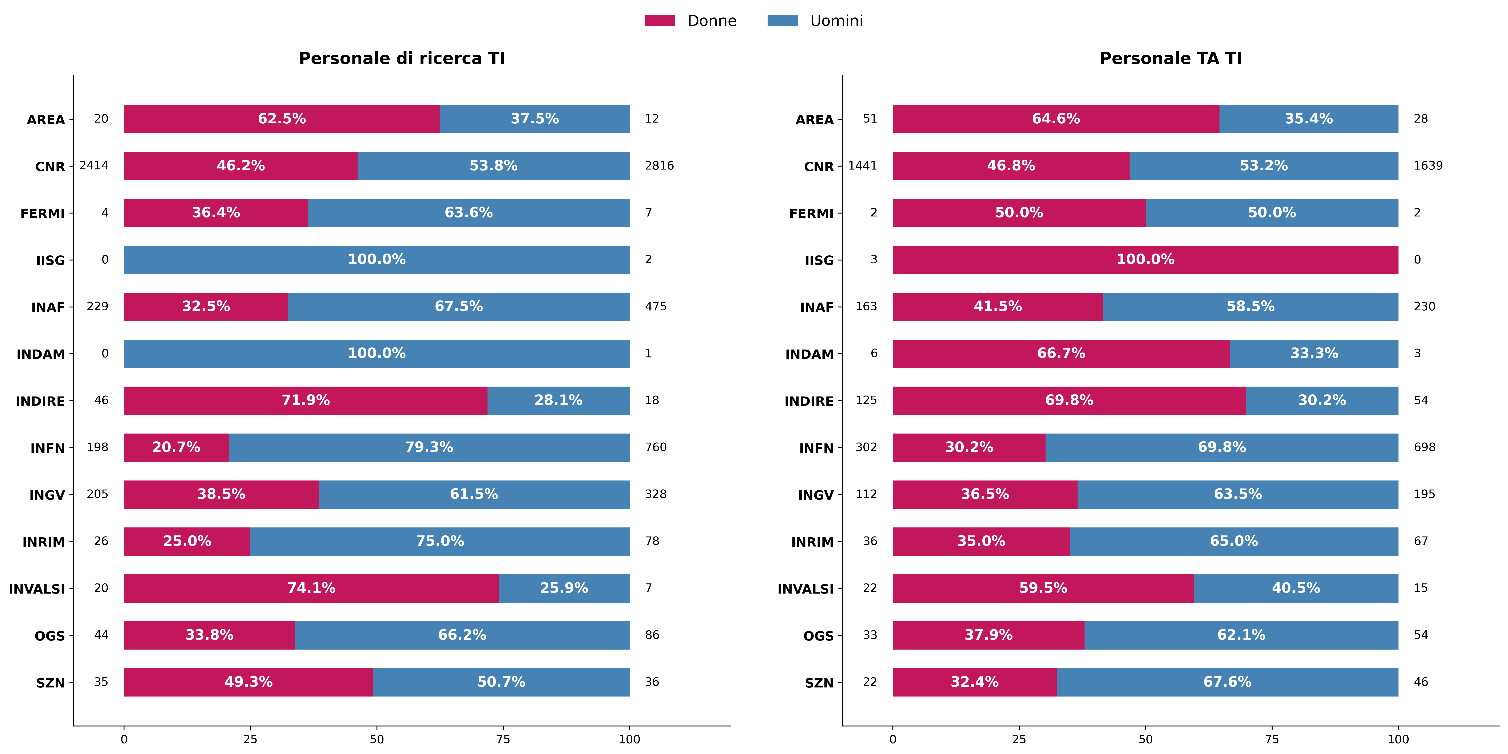 Donne Uomini
Personale di ricerca TI
AREA 20 62.5% 37.5% 12
CNR 2414 46.2% 53.8% 2816
FERMI 4 36.4% 63.6% 7
IISG 0 100.0% 2
INAF 229 32.5% 67.5% 475
INDAM 0 100.0% 1
INDIRE 46 71.9% 28.1% 18
INFN 198 20.7% 79.3% 760
INGV 205 38.5% 61.5% 328
INRIM 26 25.0% 75.0% 78
INVALSI 20 74.1% 25.9% 7
OGS 44 33.8% 66.2% 86
SZN 35 49.3% 50.7% 36
0 25 50 75 100
Personale TA TI
AREA 51 64.6% 35.4% 28
CNR 1441 46.8% 53.2% 1639
FERMI 2 50.0% 50.0% 2
IISG 3 100.0% 0
INAF 163 41.5% 58.5% 230
INDAM 6 66.7% 33.3% 3
INDIRE 125 69.8% 30.2% 54
INFN 302 30.2% 69.8% 698
INGV 112 36.5% 63.5% 195
INRIM 36 35.0% 65.0% 67
INVALSI 22 59.5% 40.5% 15
OGS 33 37.9% 62.1% 54
SZN 22 32.4% 67.6% 46
0 25 50 75 100